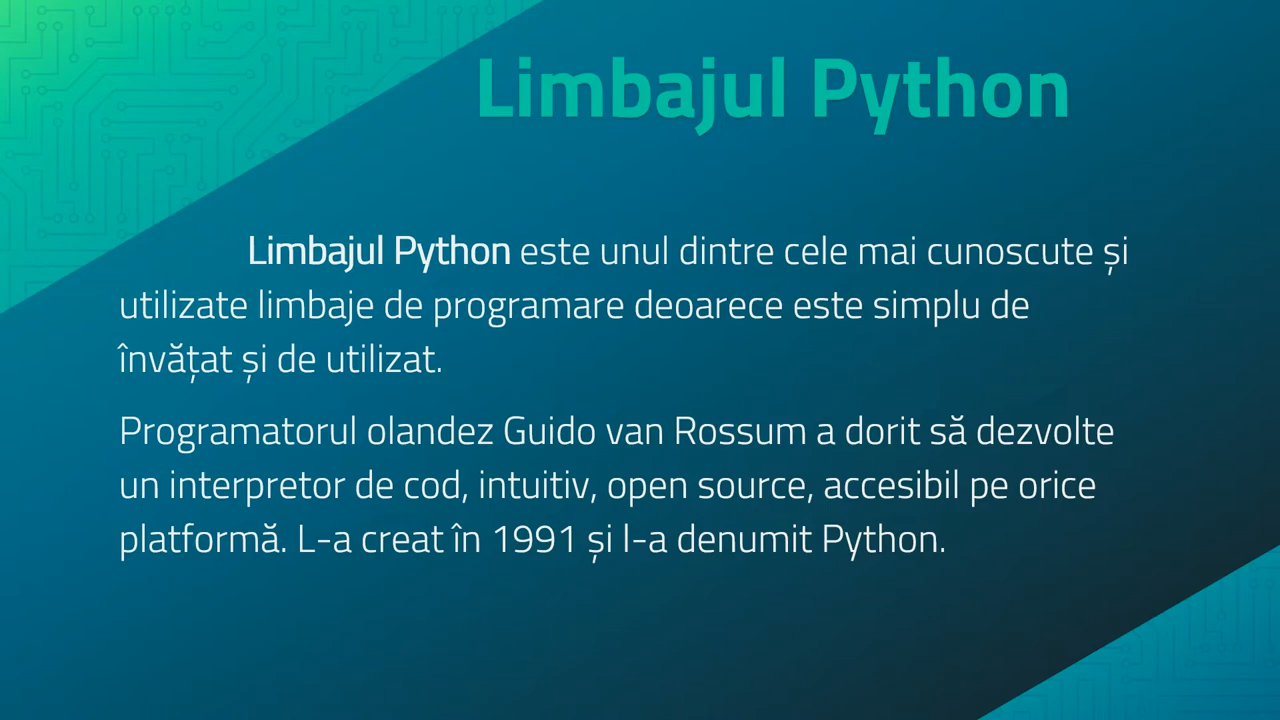 Limbajul Python
Limbajul Python este unul dintre cele mai cunoscute și
utilizate limbaje de programare deoarece este simplu de
învățat și de utilizat.
Programatorul olandez Guido van Rossum a dorit să dezvolte
un interpretor de cod, intuitiv, open source, accesibil pe orice
platformă. L-a creat în 1991 și l-a denumit Python.